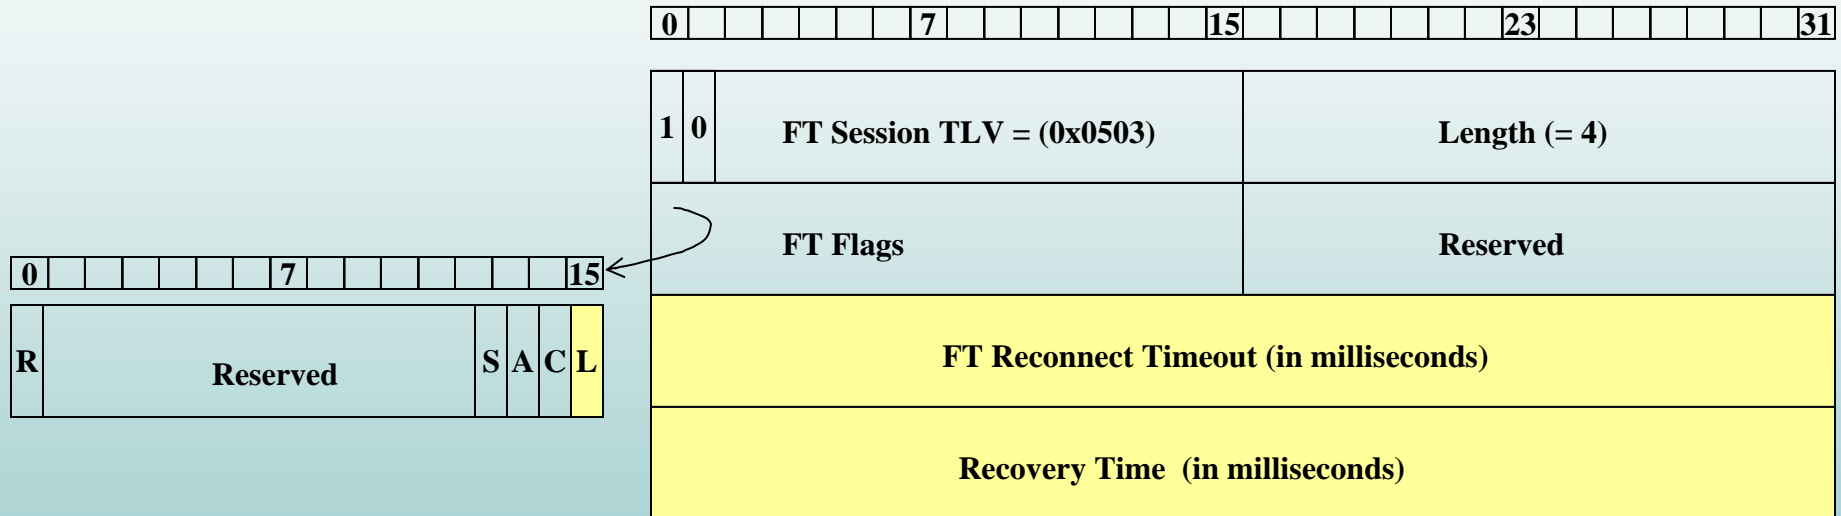 0 7 15 23 31
1 0 FT Session TLV = (0x0503) Length (= 4)
FT Flags Reserved
0 7 15
R Reserved S A C L
FT Reconnect Timeout (in milliseconds)
Recovery Time (in milliseconds)